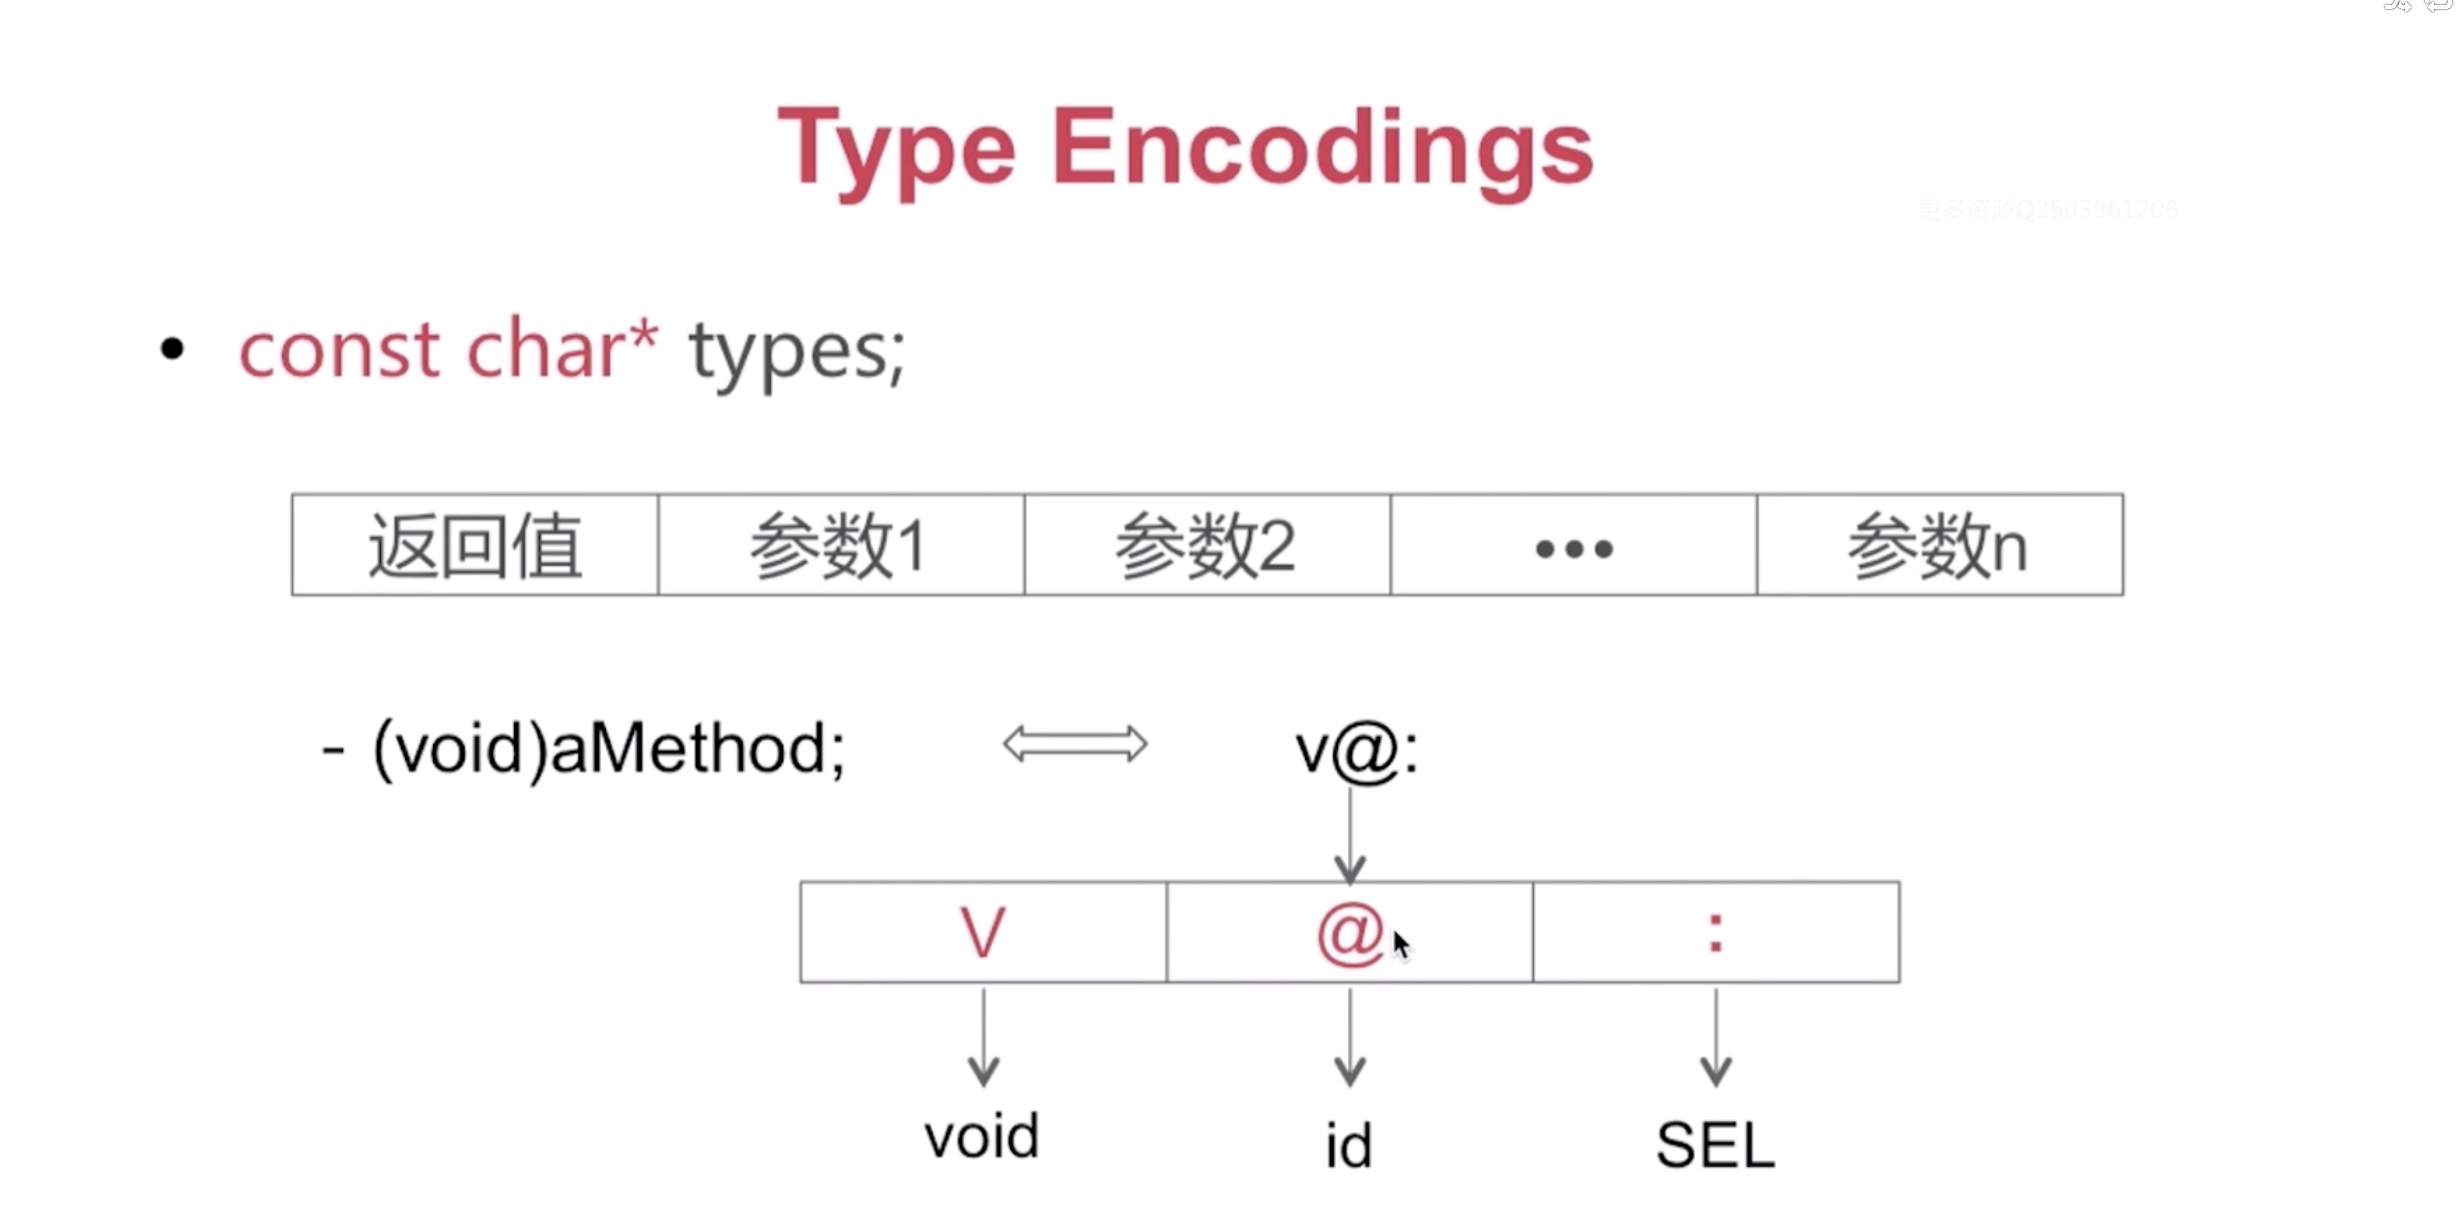 Type Encodings
更多资源Q2503961206
• const char* types;
返回值 参数1 参数2 ••• 参数n
- (void)aMethod; v@:
V @ :
void id SEL